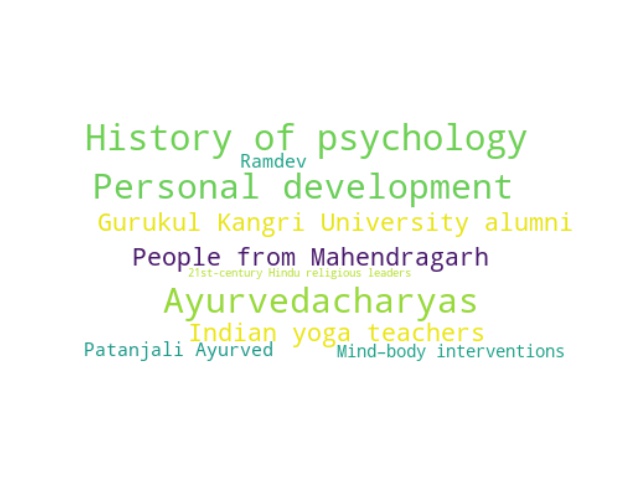 History of psychology
Ramdev
Personal development
Gurukul Kangri University alumni
People from Mahendragarh
21st-century Hindu religious leaders
Ayurvedacharyas
Indian yoga teachers
Patanjali Ayurved
Mind-body interventions